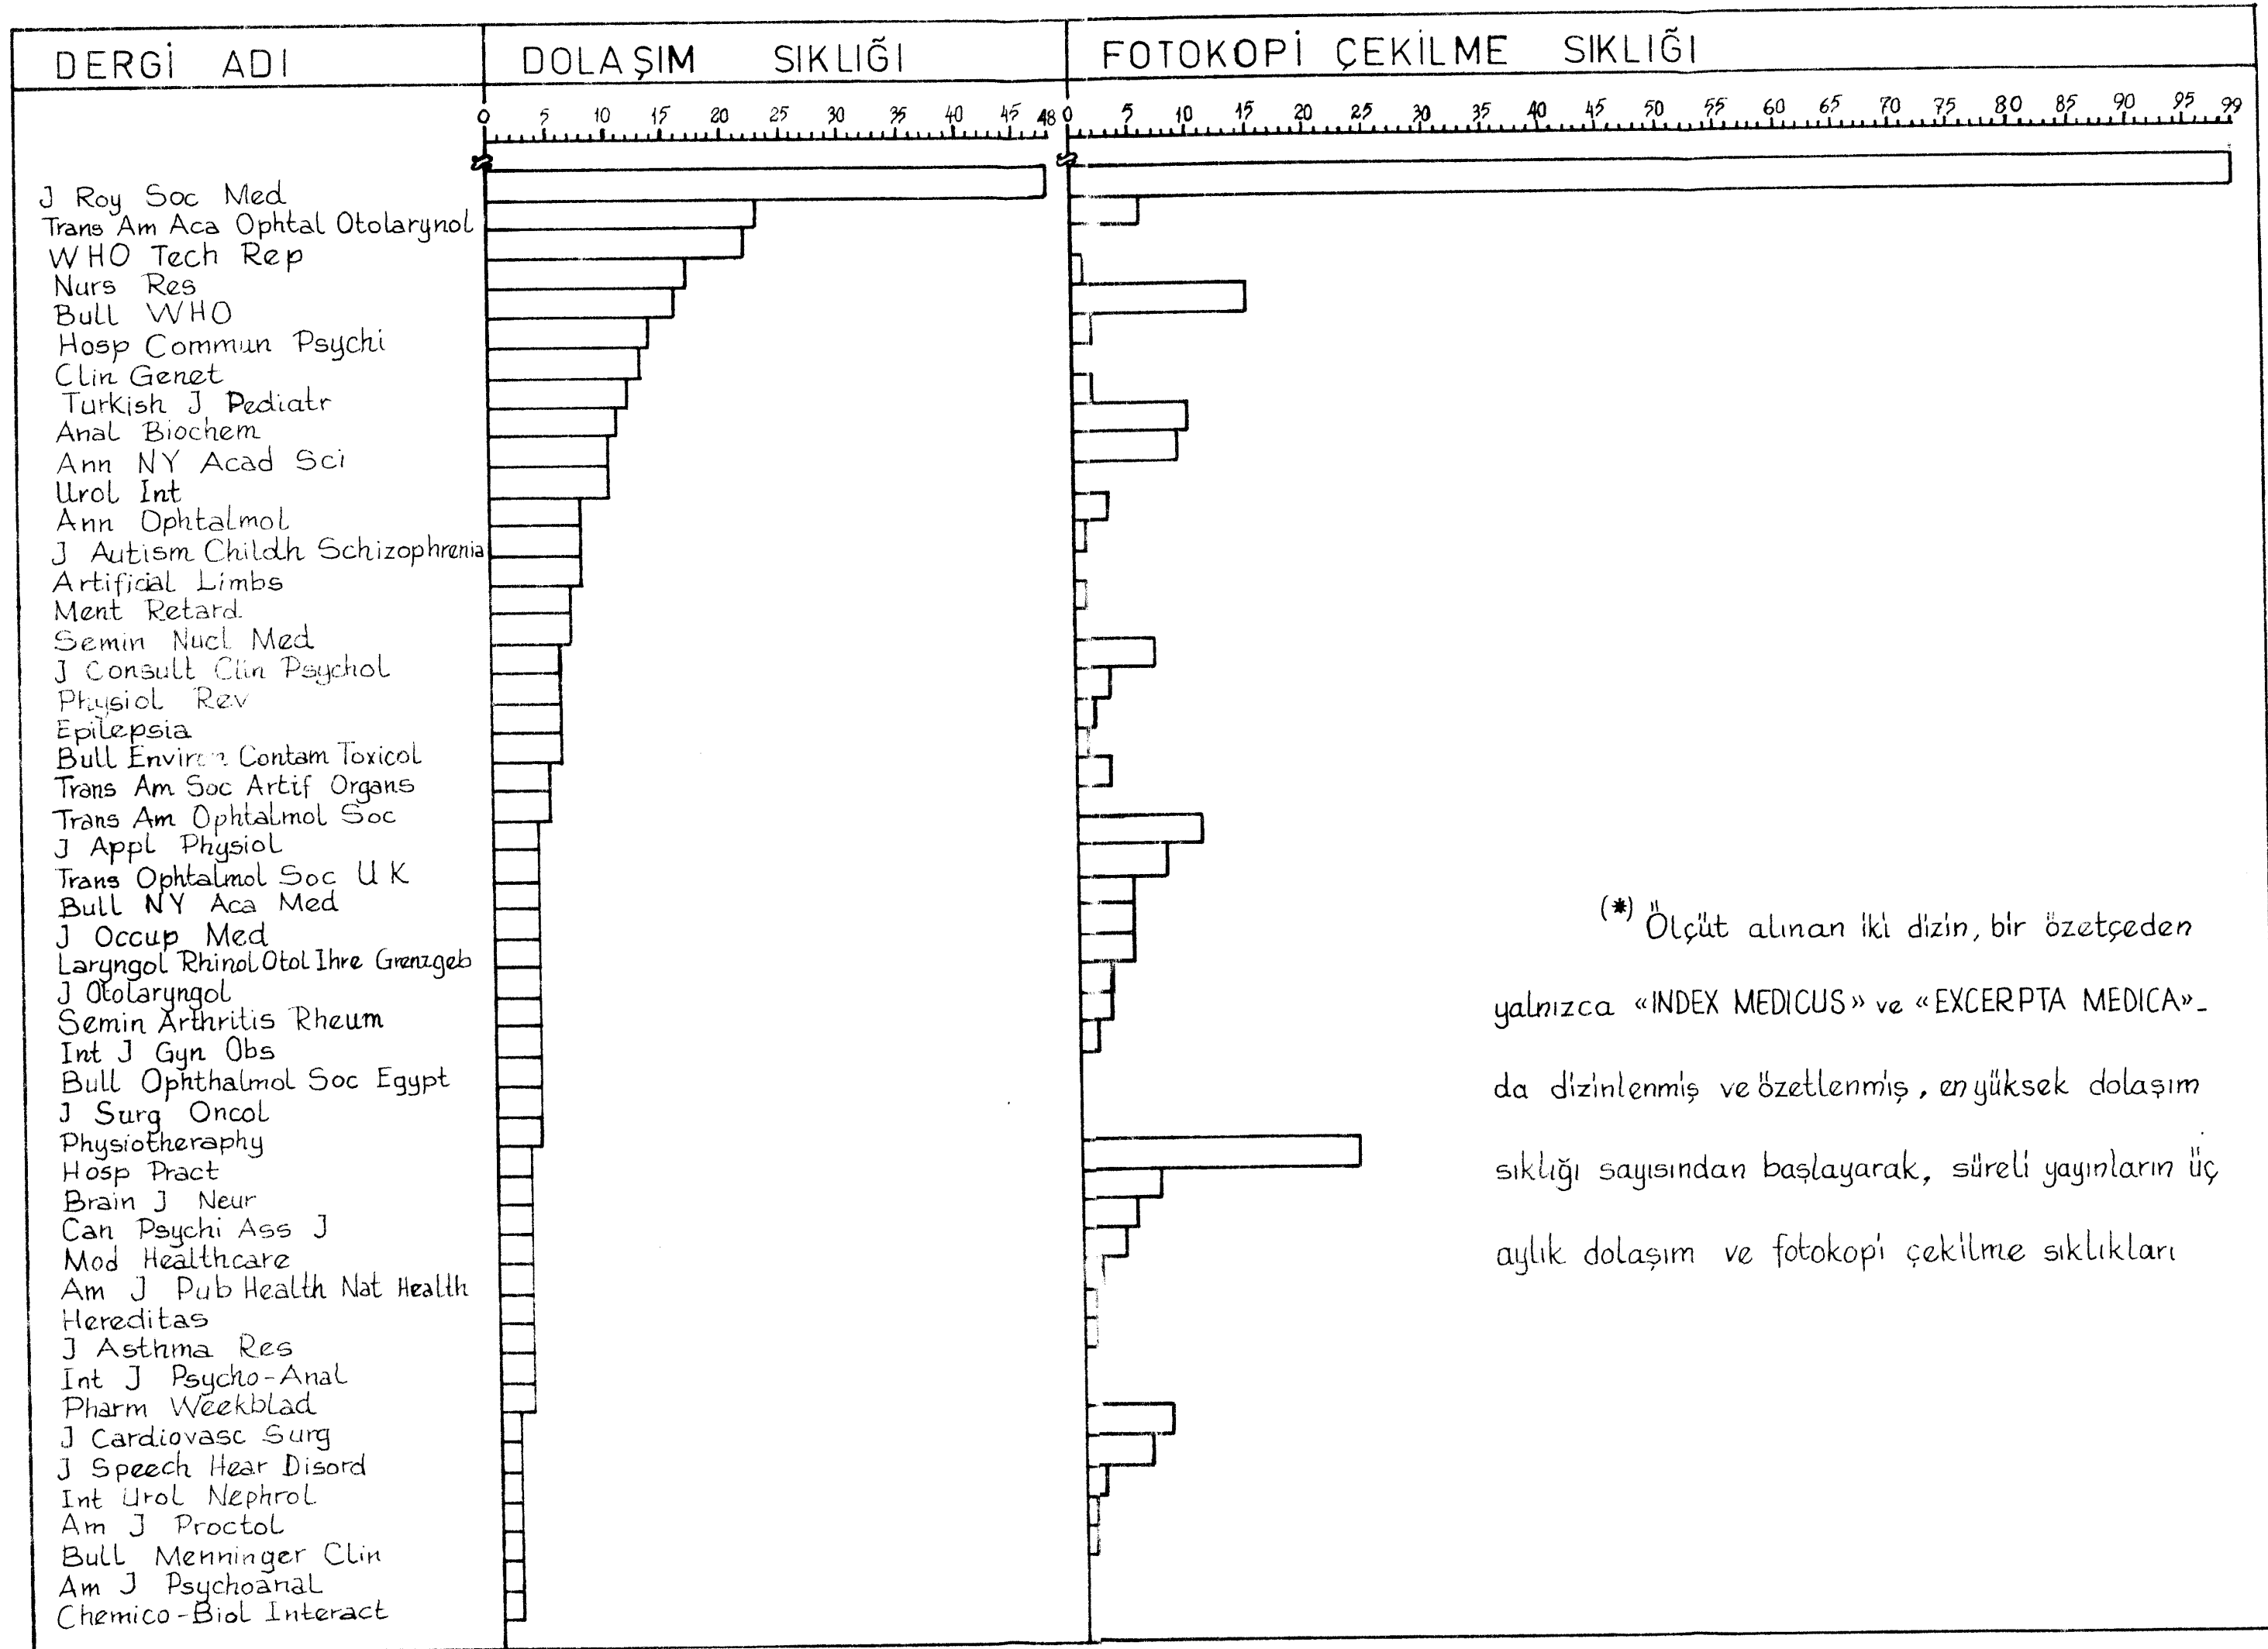 DERGİ ADI DOLAŞIM SIKLIĞI FOTOKOPİ ÇEKİLME SIKLIĞI
0 5 10 15 20 25 30 35 40 45 48 0 5 10 15 20 25 30 35 40 45 50 55 60 65 70 75 80 85 90 95 99
J Roy Soc Med
Trans Am Aca Ophtal Otolarynol
WHO Tech Rep
Nurs Res
Bull WHO
Hosp Commun Psychi
Clin Genet
Turkish J Pediatr
Anal Biochem
Ann NY Acad Sci
Urol Int
Ann Ophtalmol
J Autism Childh Schizophrenia
Artificial Limbs
Ment Retard.
Semin Nucl Med
J Consult Clin Psychol
Physiol Rev
Epilepsia
Bull Environ Contam Toxicol
Trans Am Soc Artif Organs
Trans Am Ophtalmol Soc
J Appl Physiol
Trans Ophtalmol Soc U K
Bull NY Aca Med
J Occup Med
Laryngol Rhinol Otol Ihre Grenzgeb
J Otolaryngol
Semin Arthritis Rheum
Int J Gyn Obs
Bull Ophthalmol Soc Egypt
J Surg Oncol
Physiotheraphy
Hosp Pract
Brain J Neur
Can Psychi Ass J
Mod Healthcare
Am J Pub Health Nat Health
Hereditas
J Asthma Res
Int J Psycho-Anal
Pharm Weekblad
J Cardiovasc Surg
J Speech Hear Disord
Int Urol Nephrol
Am J Proctol
Bull Menninger Clin
Am J Psychoanal
Chemico-Biol Interact
(*) Ölçüt alınan iki dizin, bir özetçeden
yalnızca «INDEX MEDICUS» ve «EXCERPTA MEDICA»-
da dizinlenmiş ve özetlenmiş, en yüksek dolaşım
sıklığı sayısından başlayarak, süreli yayınların üç
aylık dolaşım ve fotokopi çekilme sıklıkları